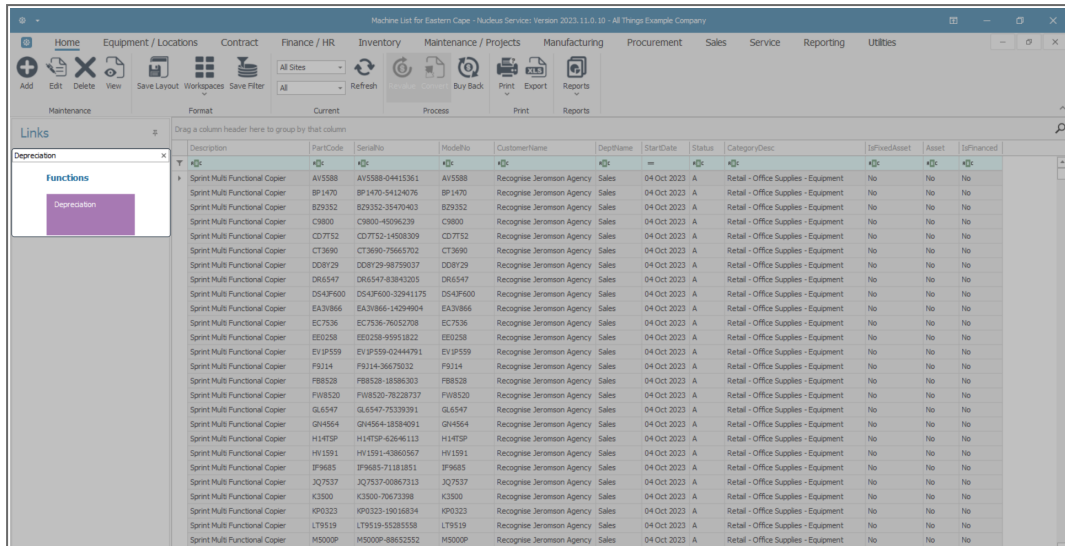 Machine List for Eastern Cape - Nucleus Service: Version 2023.11.0.10 - All Things Example Company
Home Equipment / Locations Contract Finance / HR Inventory Maintenance / Projects Manufacturing Procurement Sales Service Reporting Utilities
Add Edit Delete View Save Layout Workspaces Save Filter All Sites All Refresh Buy Back Print Export Reports
Maintenance Format Current Process Print Reports
Links
Drag a column header here to group by that column
Depreciation
Functions
Depreciation
Description PartCode SerialNo ModelNo CustomerName DeptName StartDate Status CategoryDesc IsFixedAsset Asset IsFinanced
Sprint Multi Functional Copier AV5588 AV5588-04415361 AV5588 Recognise Jeromson Agency Sales 04 Oct 2023 A Retail - Office Supplies - Equipment No No No
Sprint Multi Functional Copier BP1470 BP1470-54124076 BP1470 Recognise Jeromson Agency Sales 04 Oct 2023 A Retail - Office Supplies - Equipment No No No
Sprint Multi Functional Copier BZ9352 BZ9352-35470403 BZ9352 Recognise Jeromson Agency Sales 04 Oct 2023 A Retail - Office Supplies - Equipment No No No
Sprint Multi Functional Copier C9800 C9800-45096239 C9800 Recognise Jeromson Agency Sales 04 Oct 2023 A Retail - Office Supplies - Equipment No No No
Sprint Multi Functional Copier CD7T52 CD7T52-14508309 CD7T52 Recognise Jeromson Agency Sales 04 Oct 2023 A Retail - Office Supplies - Equipment No No No
Sprint Multi Functional Copier CT3690 CT3690-75665702 CT3690 Recognise Jeromson Agency Sales 04 Oct 2023 A Retail - Office Supplies - Equipment No No No
Sprint Multi Functional Copier DD8Y29 DD8Y29-98759037 DD8Y29 Recognise Jeromson Agency Sales 04 Oct 2023 A Retail - Office Supplies - Equipment No No No
Sprint Multi Functional Copier DR6547 DR6547-83843205 DR6547 Recognise Jeromson Agency Sales 04 Oct 2023 A Retail - Office Supplies - Equipment No No No
Sprint Multi Functional Copier DS4JF600 DS4JF600-32941175 DS4JF600 Recognise Jeromson Agency Sales 04 Oct 2023 A Retail - Office Supplies - Equipment No No No
Sprint Multi Functional Copier EA3V866 EA3V866-14294904 EA3V866 Recognise Jeromson Agency Sales 04 Oct 2023 A Retail - Office Supplies - Equipment No No No
Sprint Multi Functional Copier EC7536 EC7536-76052708 EC7536 Recognise Jeromson Agency Sales 04 Oct 2023 A Retail - Office Supplies - Equipment No No No
Sprint Multi Functional Copier EE0258 EE0258-95951822 EE0258 Recognise Jeromson Agency Sales 04 Oct 2023 A Retail - Office Supplies - Equipment No No No
Sprint Multi Functional Copier EV1P559 EV1P559-02444791 EV1P559 Recognise Jeromson Agency Sales 04 Oct 2023 A Retail - Office Supplies - Equipment No No No
Sprint Multi Functional Copier F9J14 F9J14-36675032 F9J14 Recognise Jeromson Agency Sales 04 Oct 2023 A Retail - Office Supplies - Equipment No No No
Sprint Multi Functional Copier FB8528 FB8528-18586303 FB8528 Recognise Jeromson Agency Sales 04 Oct 2023 A Retail - Office Supplies - Equipment No No No
Sprint Multi Functional Copier FW8520 FW8520-78228737 FW8520 Recognise Jeromson Agency Sales 04 Oct 2023 A Retail - Office Supplies - Equipment No No No
Sprint Multi Functional Copier GL6547 GL6547-75339391 GL6547 Recognise Jeromson Agency Sales 04 Oct 2023 A Retail - Office Supplies - Equipment No No No
Sprint Multi Functional Copier GN4564 GN4564-18584091 GN4564 Recognise Jeromson Agency Sales 04 Oct 2023 A Retail - Office Supplies - Equipment No No No
Sprint Multi Functional Copier H14TSP H14TSP-62646113 H14TSP Recognise Jeromson Agency Sales 04 Oct 2023 A Retail - Office Supplies - Equipment No No No
Sprint Multi Functional Copier HV1591 HV1591-43860567 HV1591 Recognise Jeromson Agency Sales 04 Oct 2023 A Retail - Office Supplies - Equipment No No No
Sprint Multi Functional Copier IF9685 IF9685-71181851 IF9685 Recognise Jeromson Agency Sales 04 Oct 2023 A Retail - Office Supplies - Equipment No No No
Sprint Multi Functional Copier JQ7537 JQ7537-00867313 JQ7537 Recognise Jeromson Agency Sales 04 Oct 2023 A Retail - Office Supplies - Equipment No No No
Sprint Multi Functional Copier K3500 K3500-70673398 K3500 Recognise Jeromson Agency Sales 04 Oct 2023 A Retail - Office Supplies - Equipment No No No
Sprint Multi Functional Copier KP0323 KP0323-19016834 KP0323 Recognise Jeromson Agency Sales 04 Oct 2023 A Retail - Office Supplies - Equipment No No No
Sprint Multi Functional Copier LT9519 LT9519-55285558 LT9519 Recognise Jeromson Agency Sales 04 Oct 2023 A Retail - Office Supplies - Equipment No No No
Sprint Multi Functional Copier M5000P M5000P-88652552 M5000P Recognise Jeromson Agency Sales 04 Oct 2023 A Retail - Office Supplies - Equipment No No No